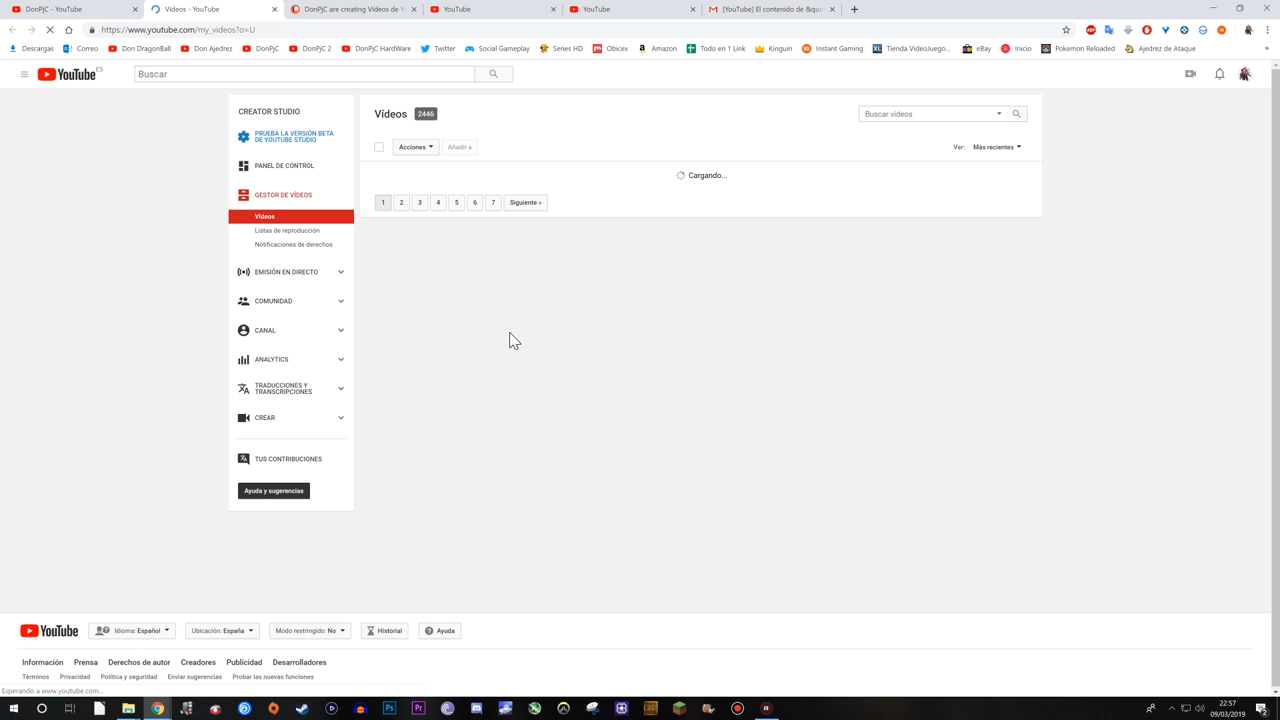 DonPjC - YouTube
Vídeos - YouTube
DonPjC are creating Vídeos de Y
YouTube
YouTube
[YouTube] El contenido de &quo
https://www.youtube.com/my_videos?o=U
Descargas
Correo
Don DragonBall
Don Ajedrez
DonPjC
DonPjC 2
DonPjC HardWare
Twitter
Social Gameplay
Series HD
Obicex
Amazon
Todo en 1 Link
Kinguin
Instant Gaming
Tienda VideoJuego...
eBay
Inicio
Pokemon Reloaded
Ajedrez de Ataque
»
YouTube ES
Buscar
CREATOR STUDIO
PRUEBA LA VERSIÓN BETA
DE YOUTUBE STUDIO
PANEL DE CONTROL
GESTOR DE VÍDEOS
Vídeos
Listas de reproducción
Notificaciones de derechos
EMISIÓN EN DIRECTO
COMUNIDAD
CANAL
ANALYTICS
TRADUCCIONES Y
TRANSCRIPCIONES
CREAR
TUS CONTRIBUCIONES
Ayuda y sugerencias
Vídeos 2446
Buscar vídeos
Acciones
Añadir a
Ver: Más recientes
Cargando...
1 2 3 4 5 6 7 Siguiente »
YouTube
Idioma: Español
Ubicación: España
Modo restringido: No
Historial
Ayuda
Información Prensa Derechos de autor Creadores Publicidad Desarrolladores
Términos Privacidad Política y seguridad Enviar sugerencias Probar las nuevas funciones
Esperando a www.youtube.com...
22:57
09/03/2019